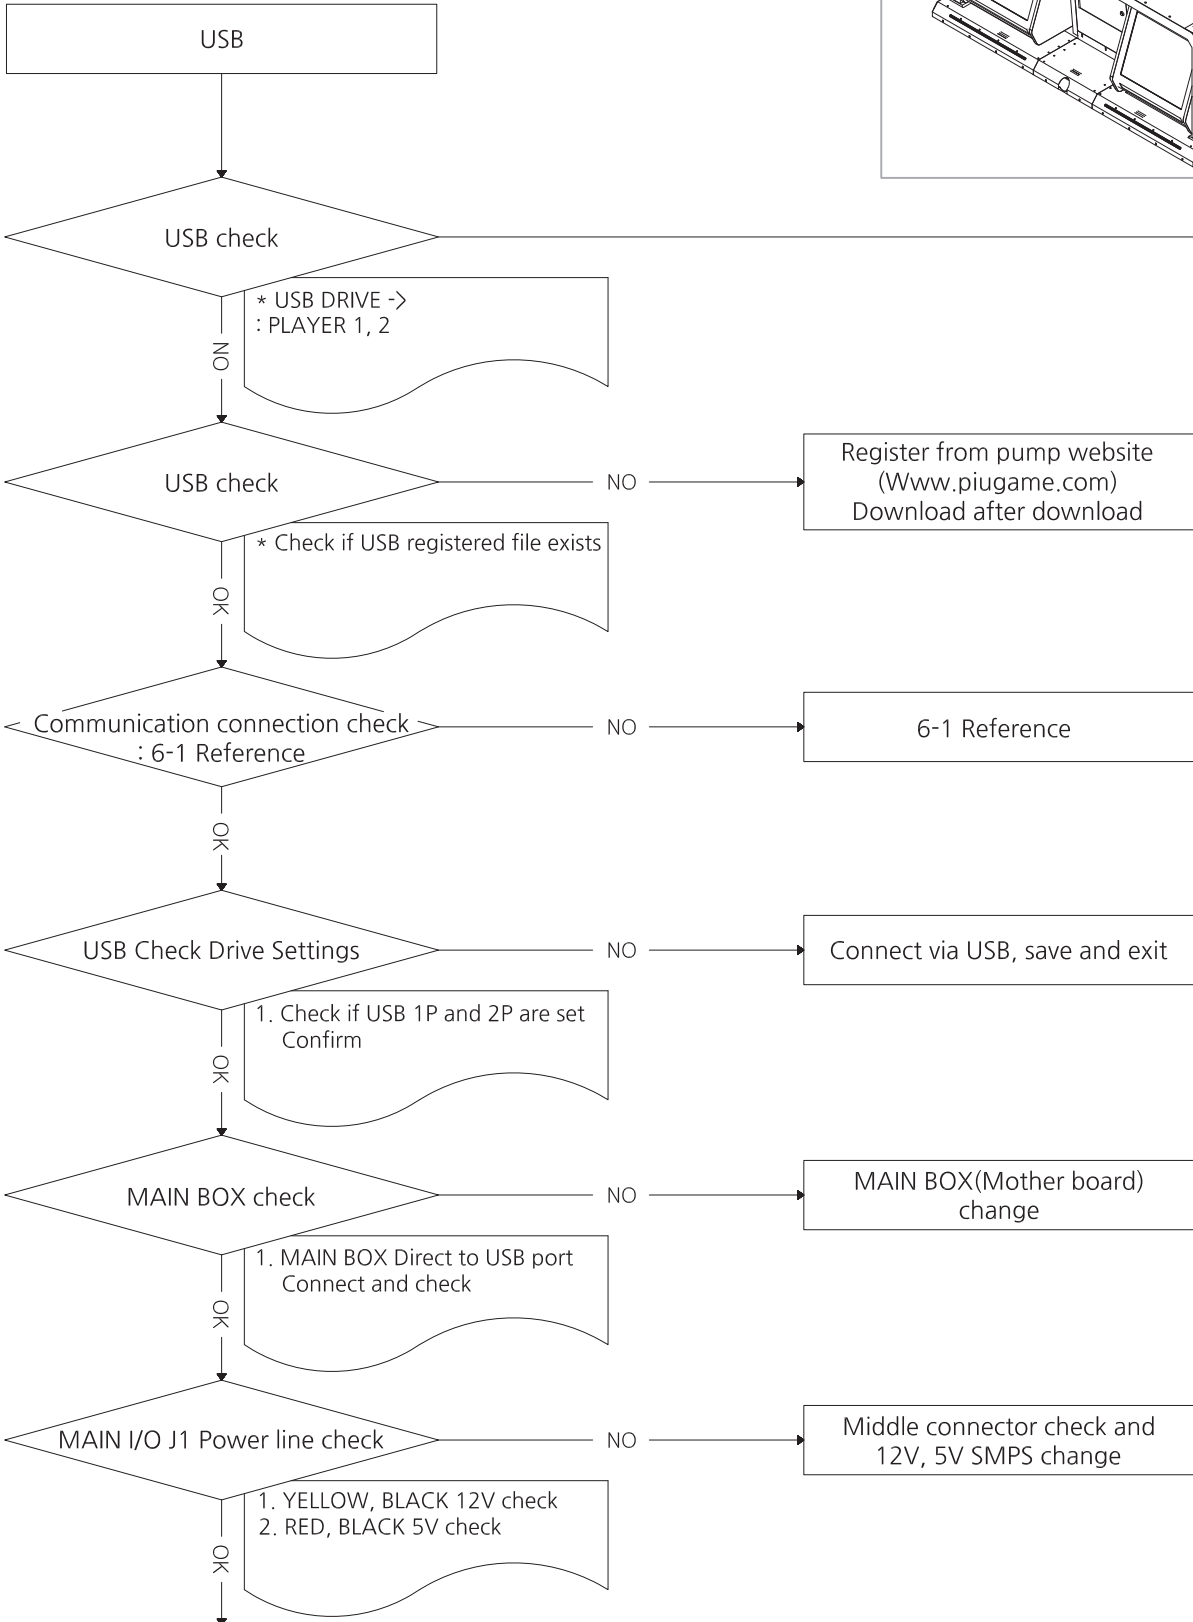 USB
USB check
* USB DRIVE ->
: PLAYER 1, 2
NO
USB check
NO
Register from pump website
(Www.piugame.com)
Download after download
* Check if USB registered file exists
OK
Communication connection check
: 6-1 Reference
NO
6-1 Reference
OK
USB Check Drive Settings
NO
Connect via USB, save and exit
1. Check if USB 1P and 2P are set
Confirm
OK
MAIN BOX check
NO
MAIN BOX(Mother board)
change
1. MAIN BOX Direct to USB port
Connect and check
OK
MAIN I/O J1 Power line check
NO
Middle connector check and
12V, 5V SMPS change
1. YELLOW, BLACK 12V check
2. RED, BLACK 5V check
OK